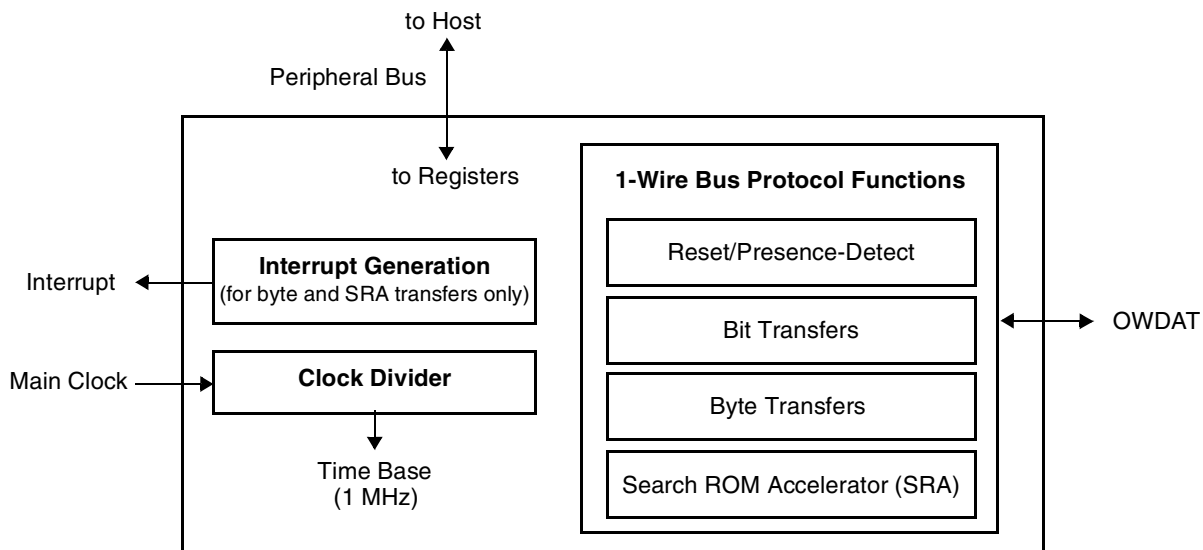 to Host
Peripheral Bus
to Registers
1-Wire Bus Protocol Functions
Reset/Presence-Detect
Interrupt Generation
(for byte and SRA transfers only)
Interrupt
Bit Transfers
OWDAT
Main Clock
Clock Divider
Byte Transfers
Time Base
(1 MHz)
Search ROM Accelerator (SRA)